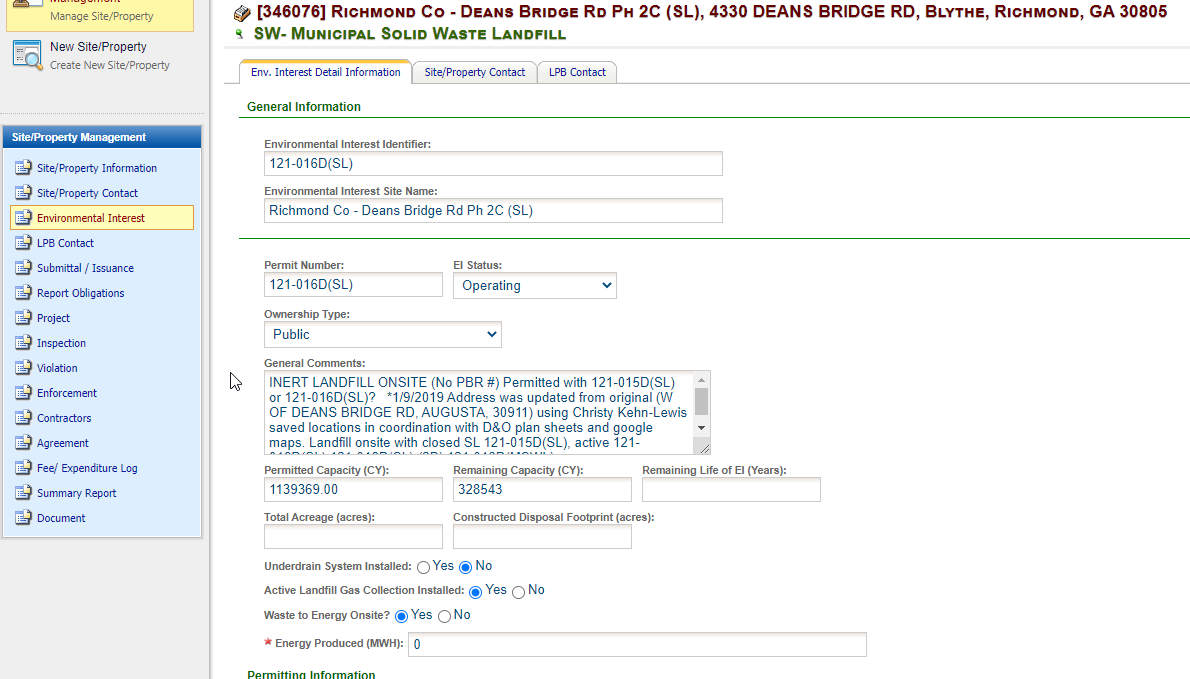 Management
Manage Site/Property
New Site/Property
Create New Site/Property
Site/Property Management
Site/Property Information
Site/Property Contact
Environmental Interest
LPB Contact
Submittal / Issuance
Report Obligations
Project
Inspection
Violation
Enforcement
Contractors
Agreement
Fee/ Expenditure Log
Summary Report
Document
[346076] Richmond Co - Deans Bridge Rd Ph 2C (SL), 4330 DEANS BRIDGE RD, Blythe, Richmond, GA 30805
SW- Municipal Solid Waste Landfill
Env. Interest Detail Information
Site/Property Contact
LPB Contact
General Information
Environmental Interest Identifier:
121-016D(SL)
Environmental Interest Site Name:
Richmond Co - Deans Bridge Rd Ph 2C (SL)
Permit Number:
EI Status:
121-016D(SL)
Operating
Ownership Type:
Public
General Comments:
INERT LANDFILL ONSITE (No PBR #) Permitted with 121-015D(SL)
or 121-016D(SL)? *1/9/2019 Address was updated from original (W
OF DEANS BRIDGE RD, AUGUSTA, 30911) using Christy Kehn-Lewis
saved locations in coordination with D&O plan sheets and google
maps. Landfill onsite with closed SL 121-015D(SL), active 121-
Permitted Capacity (CY):
Remaining Capacity (CY):
Remaining Life of EI (Years):
1139369.00
328543
Total Acreage (acres):
Constructed Disposal Footprint (acres):
Underdrain System Installed: Yes No
Active Landfill Gas Collection Installed: Yes No
Waste to Energy Onsite? Yes No
* Energy Produced (MWH): 0
Permitting Information